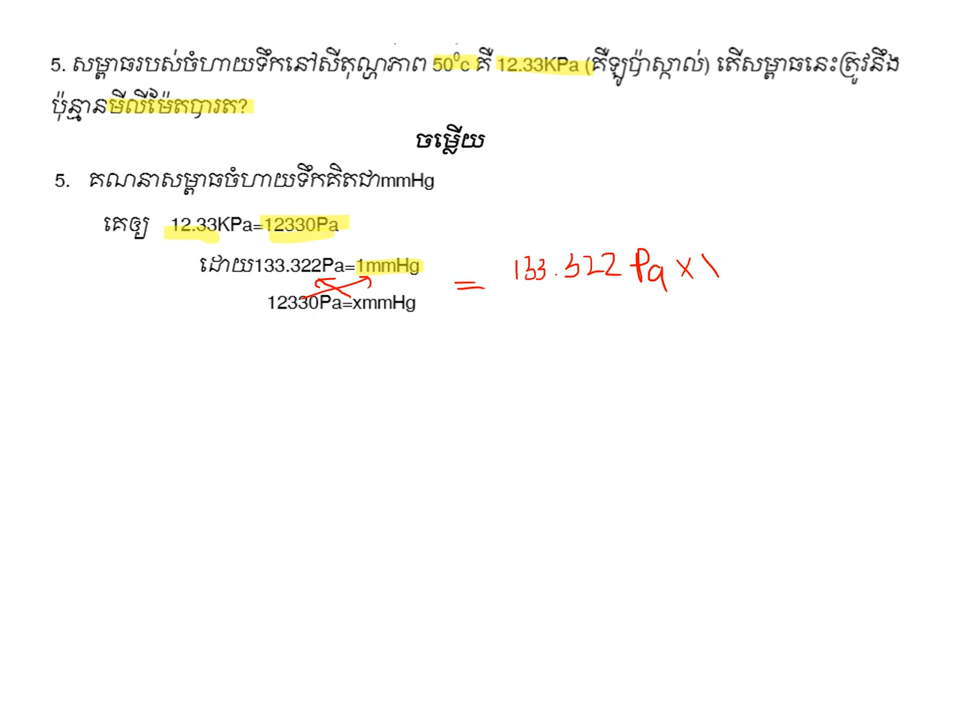 5. សម្ពាធរបស់ចំហាយទឹកនៅសីតុណ្ហភាព 50⁰c គឺ 12.33KPa (គីឡូប៉ាស្កាល់) តើសម្ពាធនេះត្រូវនឹង
ប៉ុន្មានមីលីម៉ែតបារត?
ចម្លើយ
5. គណនាសម្ពាធចំហាយទឹកគិតជាmmHg
គេឲ្យ 12.33KPa=12330Pa
ដោយ133.322Pa=1mmHg
12330Pa=xmmHg
= 133.322 Pa x